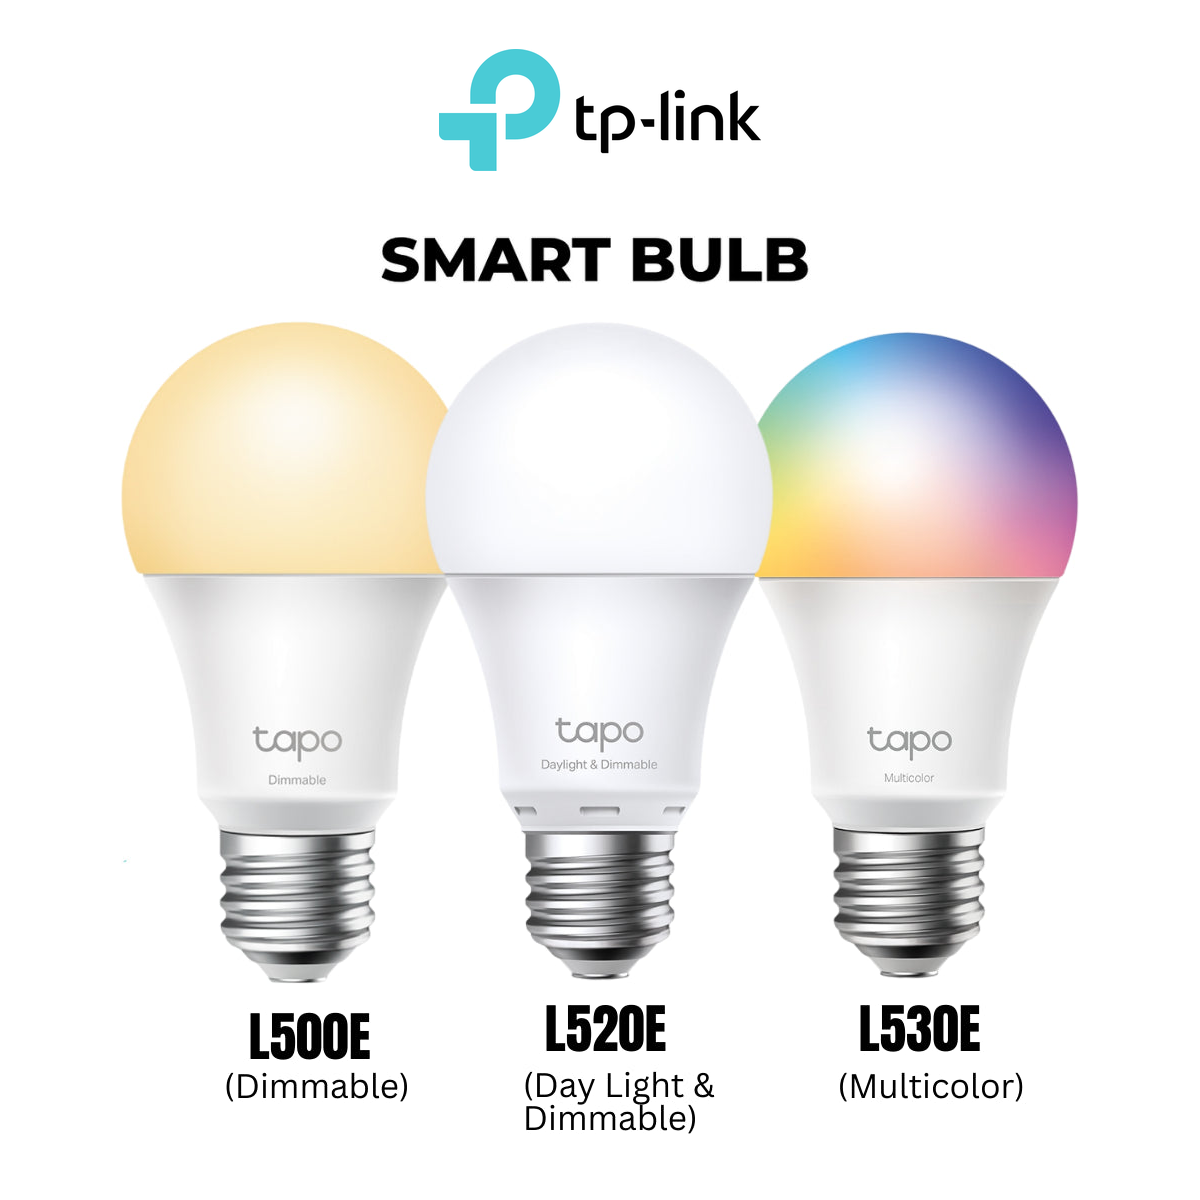 tp-link
SMART BULB
tapo
Dimmable
tapo
Daylight & Dimmable
tapo
Multicolor
L500E
(Dimmable)
L520E
(Day Light &
Dimmable)
L530E
(Multicolor)